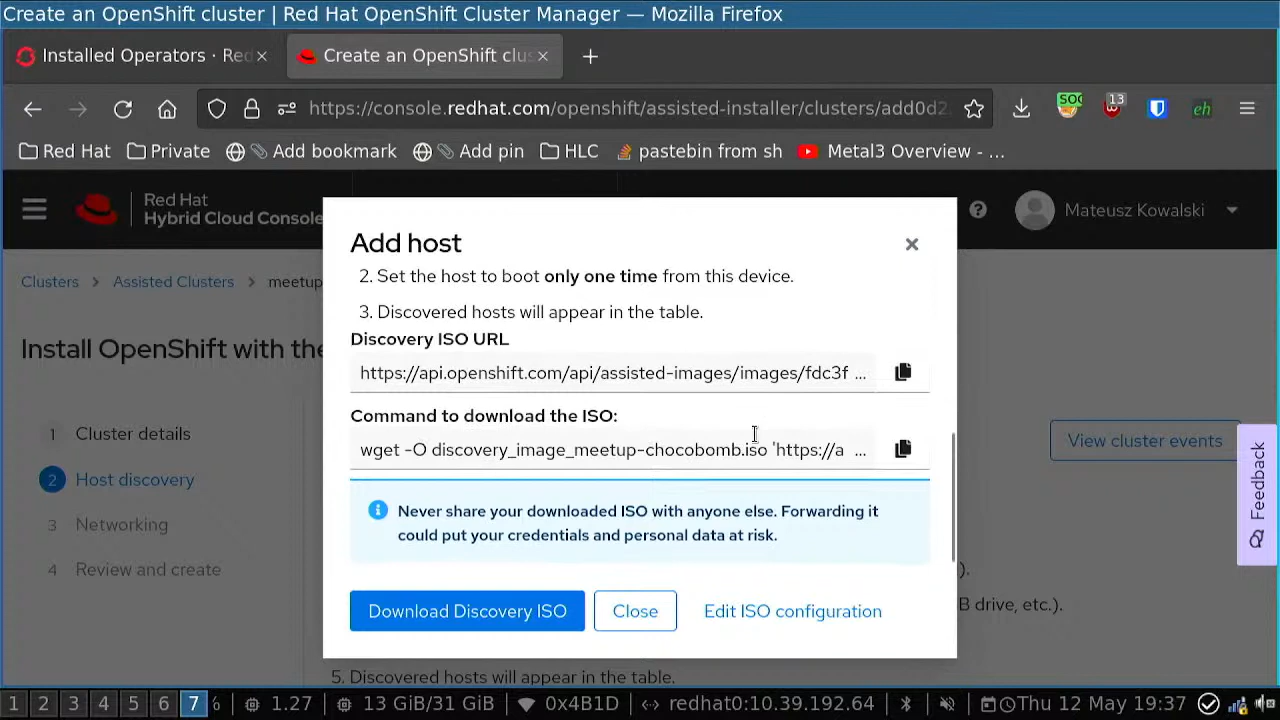 Create an OpenShift cluster | Red Hat OpenShift Cluster Manager — Mozilla Firefox
Installed Operators · Red
Create an OpenShift clus
https://console.redhat.com/openshift/assisted-installer/clusters/add0d2
SOC
13
eh
Red Hat
Private
Add bookmark
Add pin
HLC
pastebin from sh
Metal3 Overview - ...
Red Hat
Hybrid Cloud Console
Mateusz Kowalski
Clusters > Assisted Clusters > meetup
Install OpenShift with the
1 Cluster details
2 Host discovery
3 Networking
4 Review and create
View cluster events
Feedback
Add host
2. Set the host to boot only one time from this device.
3. Discovered hosts will appear in the table.
Discovery ISO URL
https://api.openshift.com/api/assisted-images/images/fdc3f ...
Command to download the ISO:
wget -O discovery_image_meetup-chocobomb.iso 'https://a ...
Never share your downloaded ISO with anyone else. Forwarding it
could put your credentials and personal data at risk.
Download Discovery ISO
Close
Edit ISO configuration
).
B drive, etc.).
5. Discovered hosts will appear in the table.
1 2 3 4 5 6 7
1.27
13 GiB/31 GiB
0x4B1D
redhat0:10.39.192.64
Thu 12 May 19:37